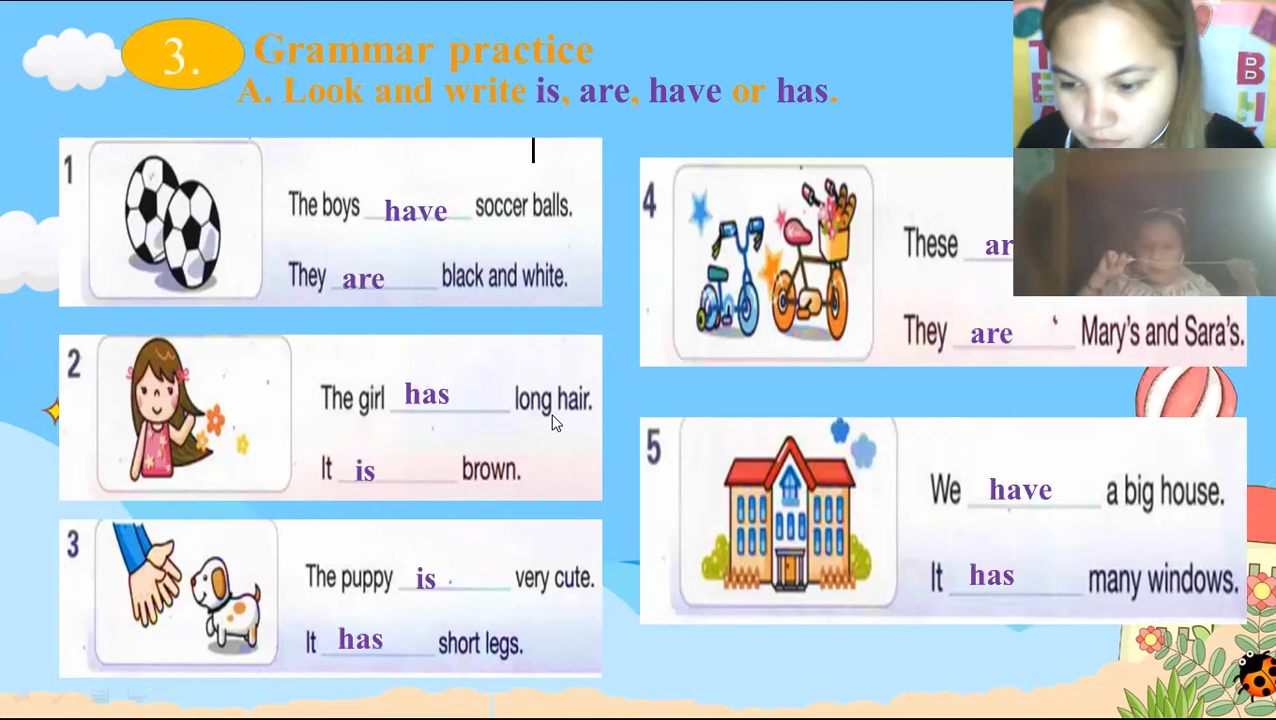 3.
Grammar practice
A. Look and write is, are, have or has.
1
The boys have soccer balls.
They are black and white.
2
The girl has long hair.
It is brown.
3
The puppy is very cute.
It has short legs.
4
These ar
They are Mary's and Sara's.
5
We have a big house.
It has many windows.
T
E
B
H